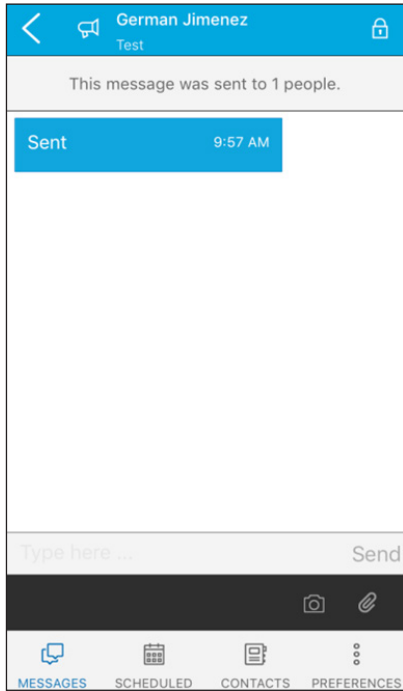 German Jimenez
Test
This message was sent to 1 people.
Sent 9:57 AM
Type here ... Send
MESSAGES SCHEDULED CONTACTS PREFERENCES